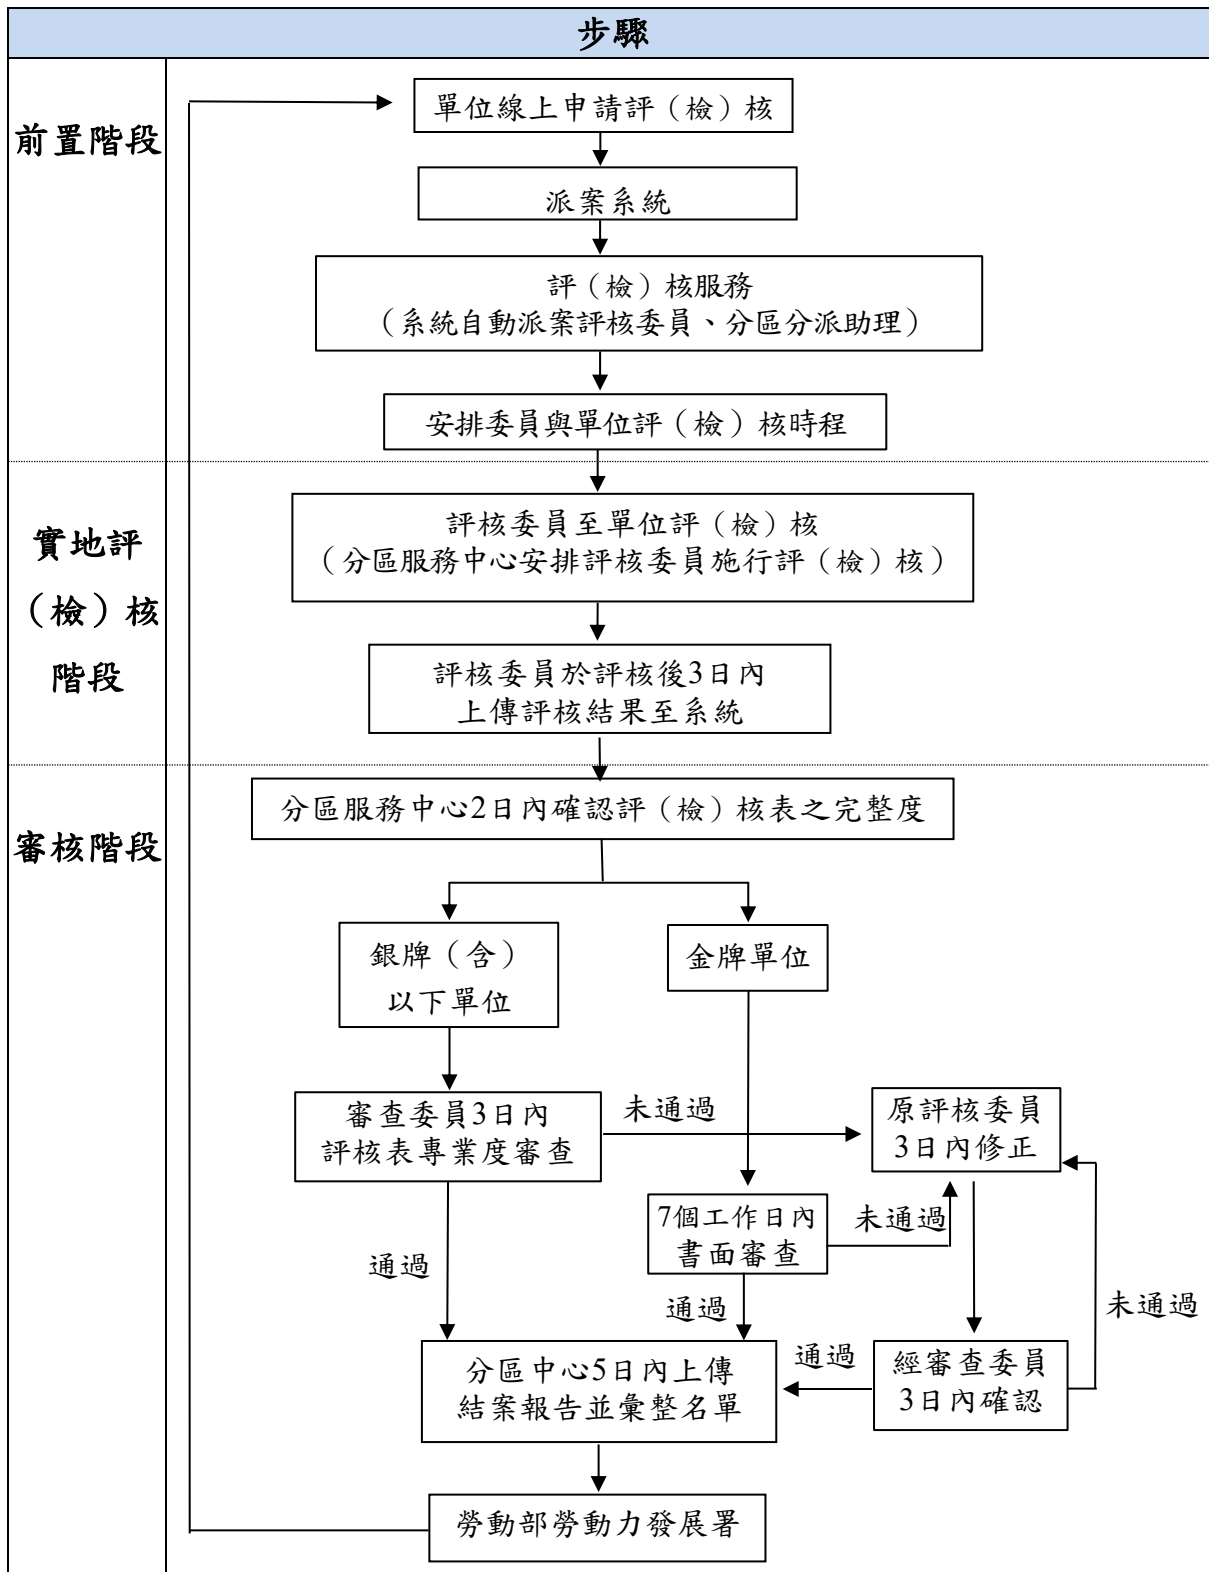 步驟
前置階段
單位線上申請評（檢）核
派案系統
評（檢）核服務
（系統自動派案評核委員、分區分派助理）
安排委員與單位評（檢）核時程
實地評
（檢）核
階段
評核委員至單位評（檢）核
（分區服務中心安排評核委員施行評（檢）核）
評核委員於評核後3日內
上傳評核結果至系統
審核階段
分區服務中心2日內確認評（檢）核表之完整度
銀牌（含）
以下單位
金牌單位
審查委員3日內
評核表專業度審查
未通過
原評核委員
3日內修正
7個工作日內
書面審查
未通過
通過
通過
未通過
分區中心5日內上傳
結案報告並彙整名單
通過
經審查委員
3日內確認
勞動部勞動力發展署